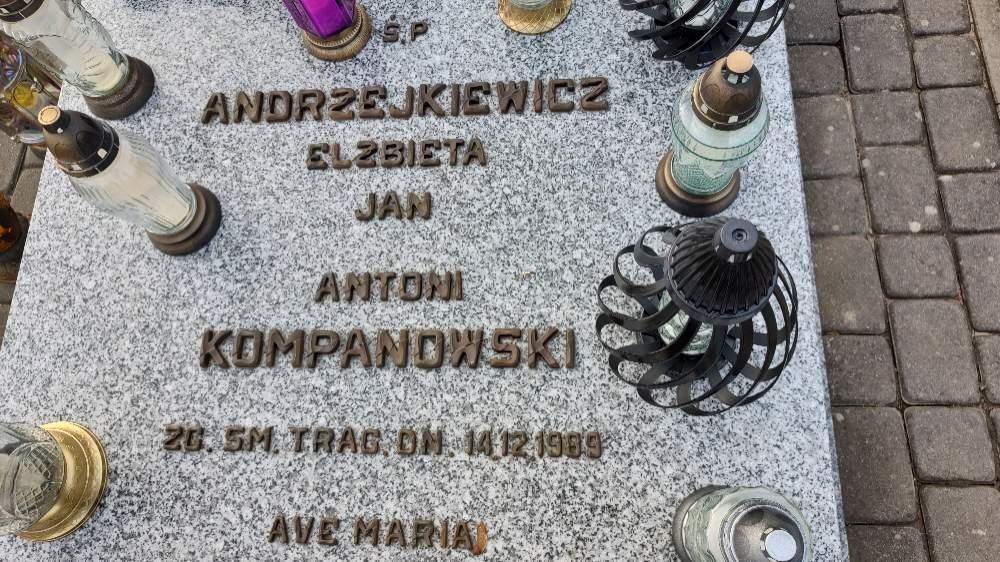 Ś.P
ANDRZEJKIEWICZ
ELŻBIETA
JAN
ANTONI
KOMPANOWSKI
ZG. ŚM. TRAG. DN. 14.12.1989
AVE MARIA